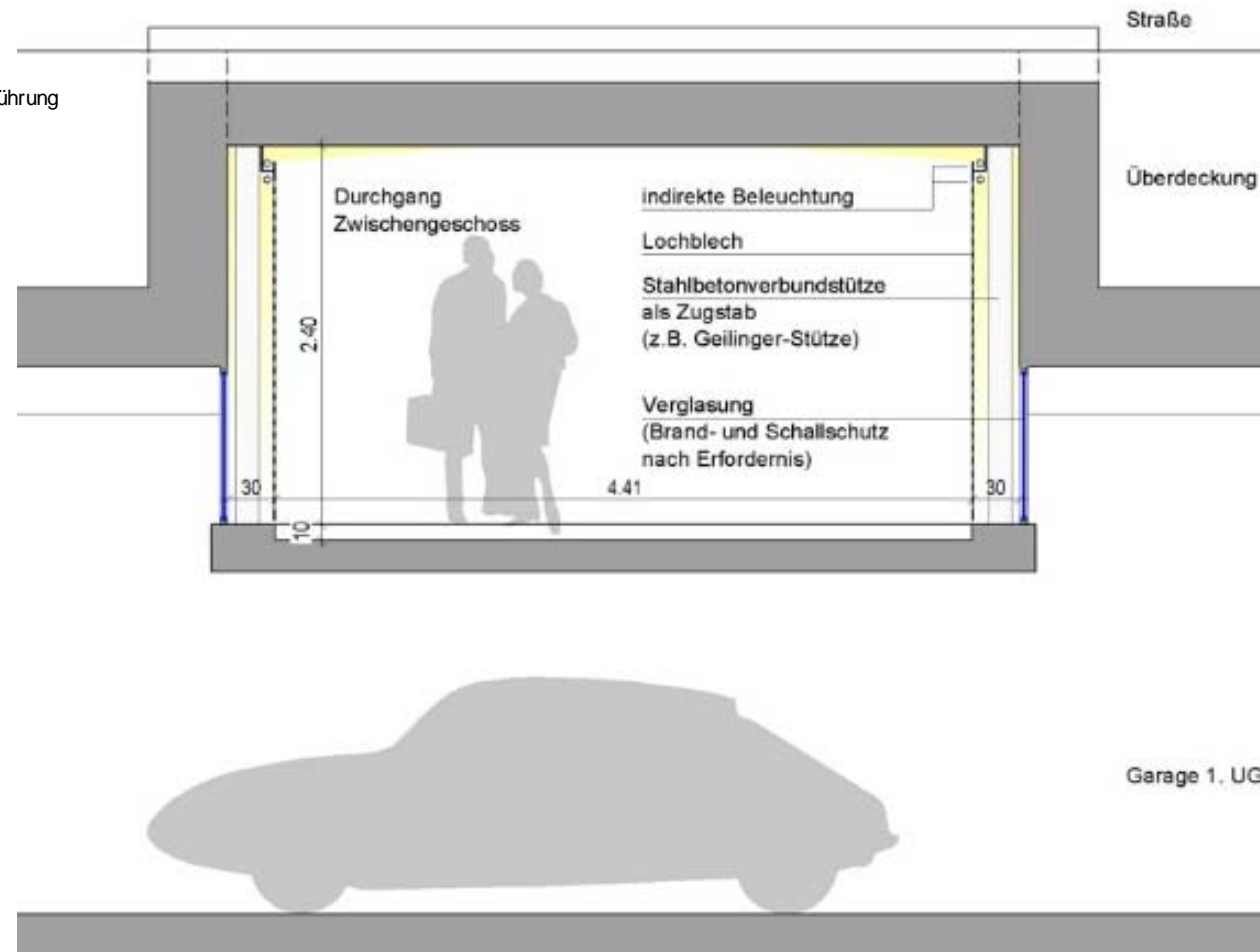 Straße
Überdeckung
Durchgang
Zwischengeschoss
indirekte Beleuchtung
Lochblech
Stahlbetonverbundstütze
als Zugstab
(z.B. Geilinger-Stütze)
Verglasung
(Brand- und Schallschutz
nach Erfordernis)
2.40
30
4.41
30
10
Garage 1. UG